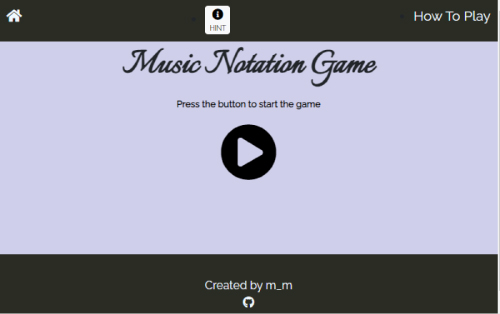 HINT
How To Play
Music Notation Game
Press the button to start the game
Created by m_m